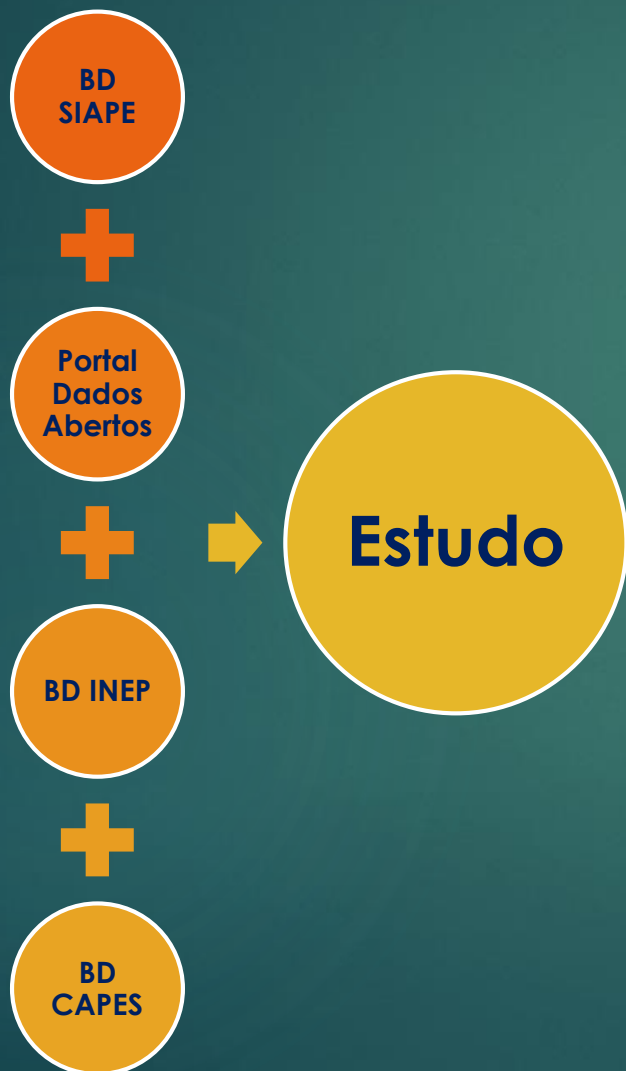 BD
SIAPE
Portal
Dados
Abertos
BD INEP
BD
CAPES
Estudo